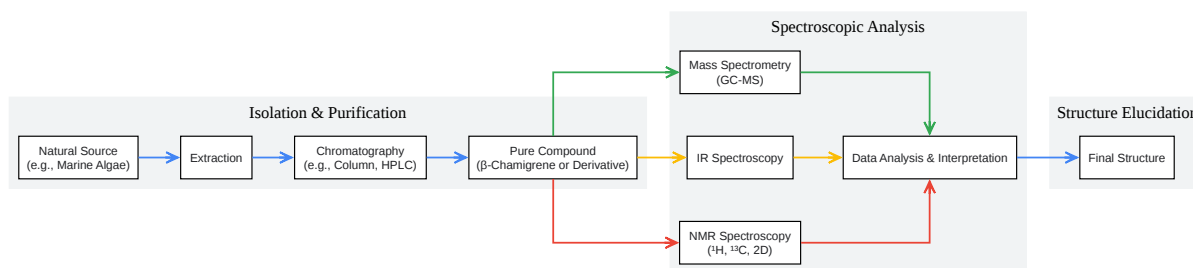 Spectroscopic Analysis
Mass Spectrometry
(GC-MS)
Isolation & Purification
Structure Elucidation
Natural Source
(e.g., Marine Algae)
Extraction
Chromatography
(e.g., Column, HPLC)
Pure Compound
(β-Chamigrene or Derivative)
IR Spectroscopy
Data Analysis & Interpretation
Final Structure
NMR Spectroscopy
(¹H, ¹³C, 2D)